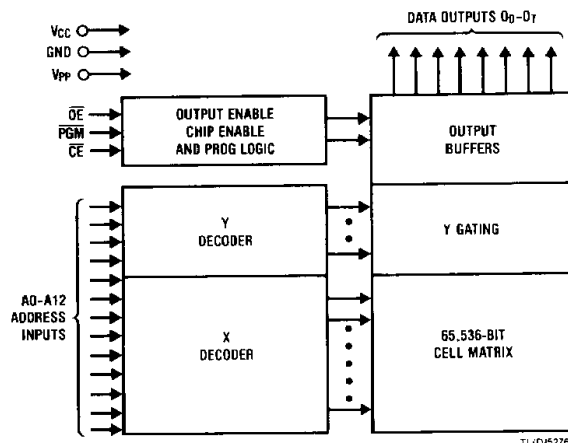 DATA OUTPUTS O0–O7
VCC
GND
VPP
OE
PGM
CE
OUTPUT ENABLE
CHIP ENABLE
AND PROG LOGIC
OUTPUT
BUFFERS
Y
DECODER
Y GATING
A0–A12
ADDRESS
INPUTS
X
DECODER
65,536-BIT
CELL MATRIX